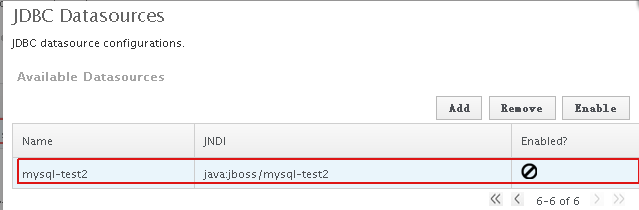 JDBC Datasources
JDBC datasource configurations.
Available Datasources
Add Remove Enable
Name JNDI Enabled?
mysql-test2 java:jboss/mysql-test2
6-6 of 6